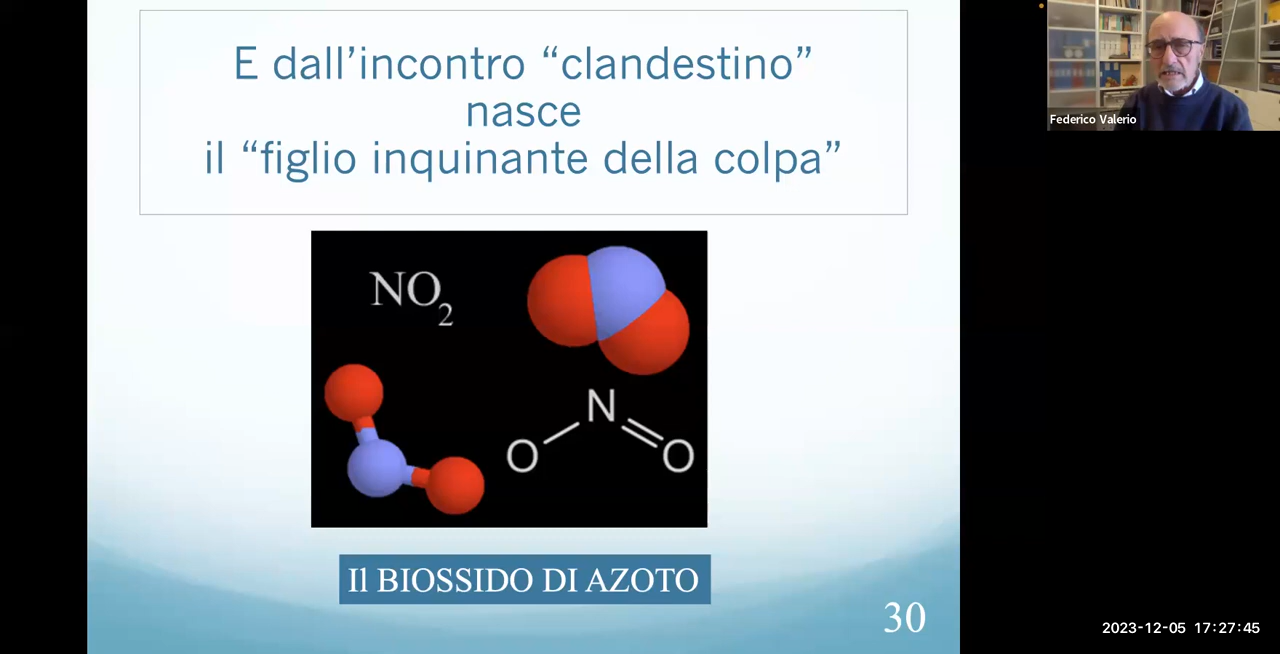 E dall’incontro “clandestino”
nasce
il “figlio inquinante della colpa”
NO₂
N
O O
Il BIOSSIDO DI AZOTO
30
Federico Valerio
2023-12-05 17:27:45